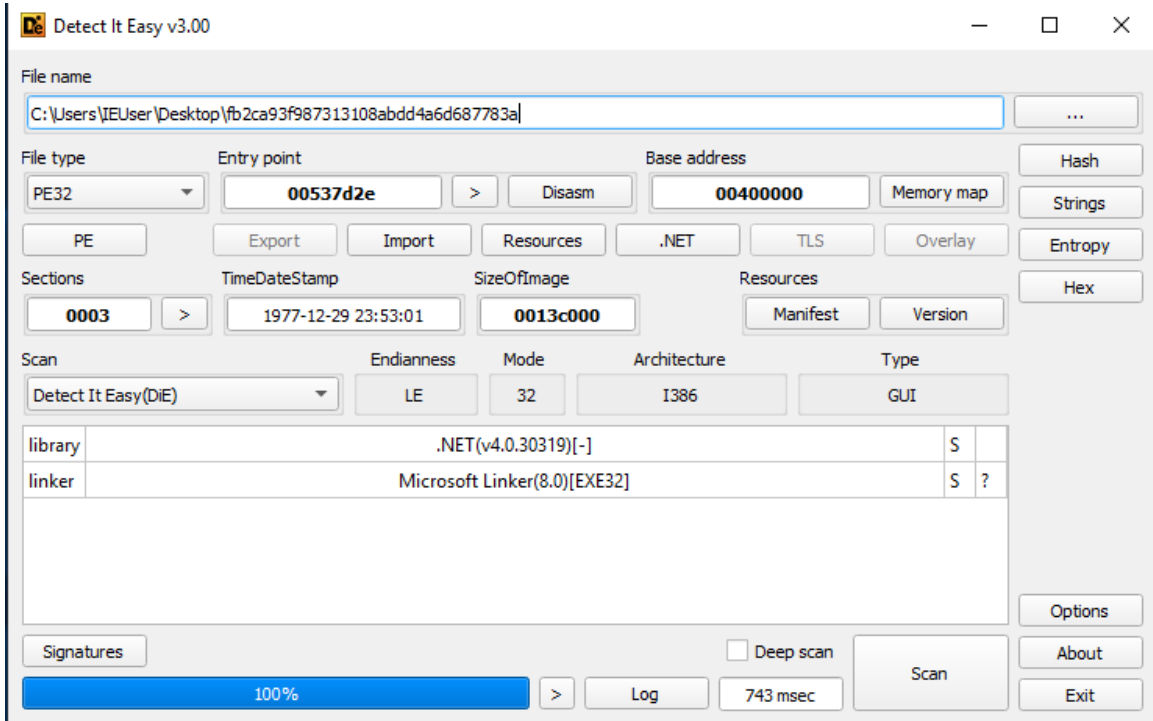 Detect It Easy v3.00
File name
C:\Users\IEUser\Desktop\fb2ca93f987313108abdd4a6d687783a
...
File type Entry point Base address
PE32 00537d2e > Disasm 00400000 Memory map
Hash
Strings
PE Export Import Resources .NET TLS Overlay
Entropy
Sections TimeDateStamp SizeOfImage Resources
Hex
0003 > 1977-12-29 23:53:01 0013c000 Manifest Version
Scan Endianness Mode Architecture Type
Detect It Easy(DiE) LE 32 I386 GUI
library .NET(v4.0.30319)[-] S
linker Microsoft Linker(8.0)[EXE32] S ?
Options
Signatures Deep scan Scan About
100% > Log 743 msec Exit